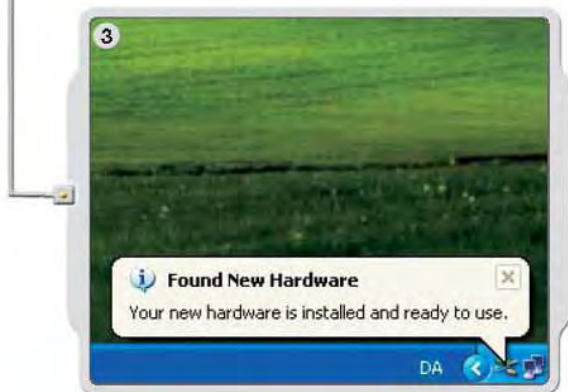 3
Found New Hardware
Your new hardware is installed and ready to use.
DA